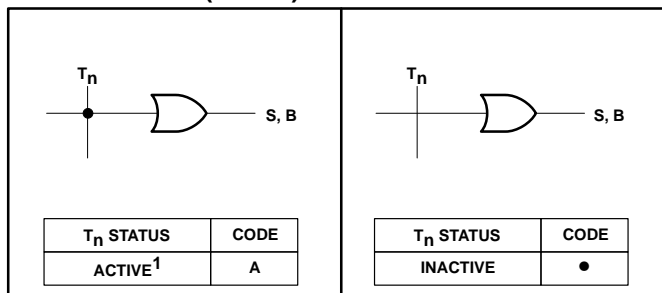 Tn
S, B
Tn STATUS CODE
ACTIVE1 A
Tn
S, B
Tn STATUS CODE
INACTIVE ●